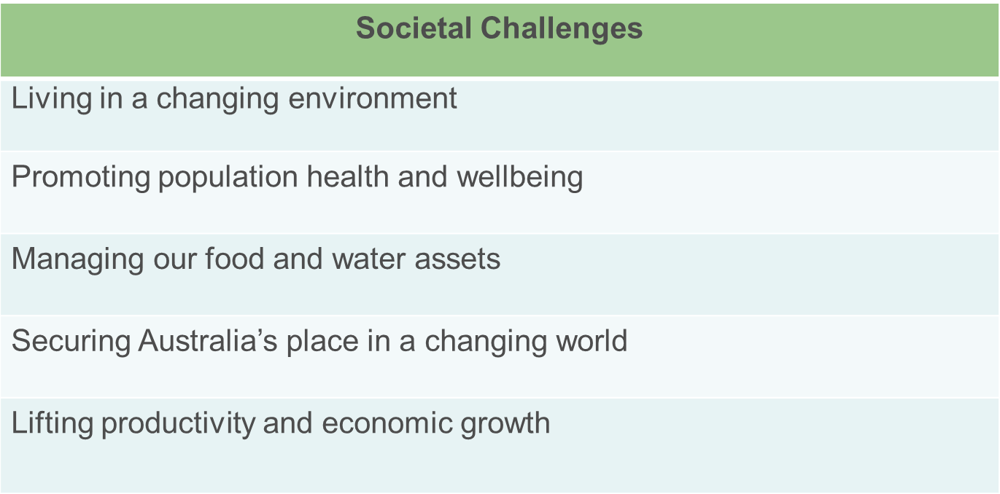 Societal Challenges
Living in a changing environment
Promoting population health and wellbeing
Managing our food and water assets
Securing Australia’s place in a changing world
Lifting productivity and economic growth